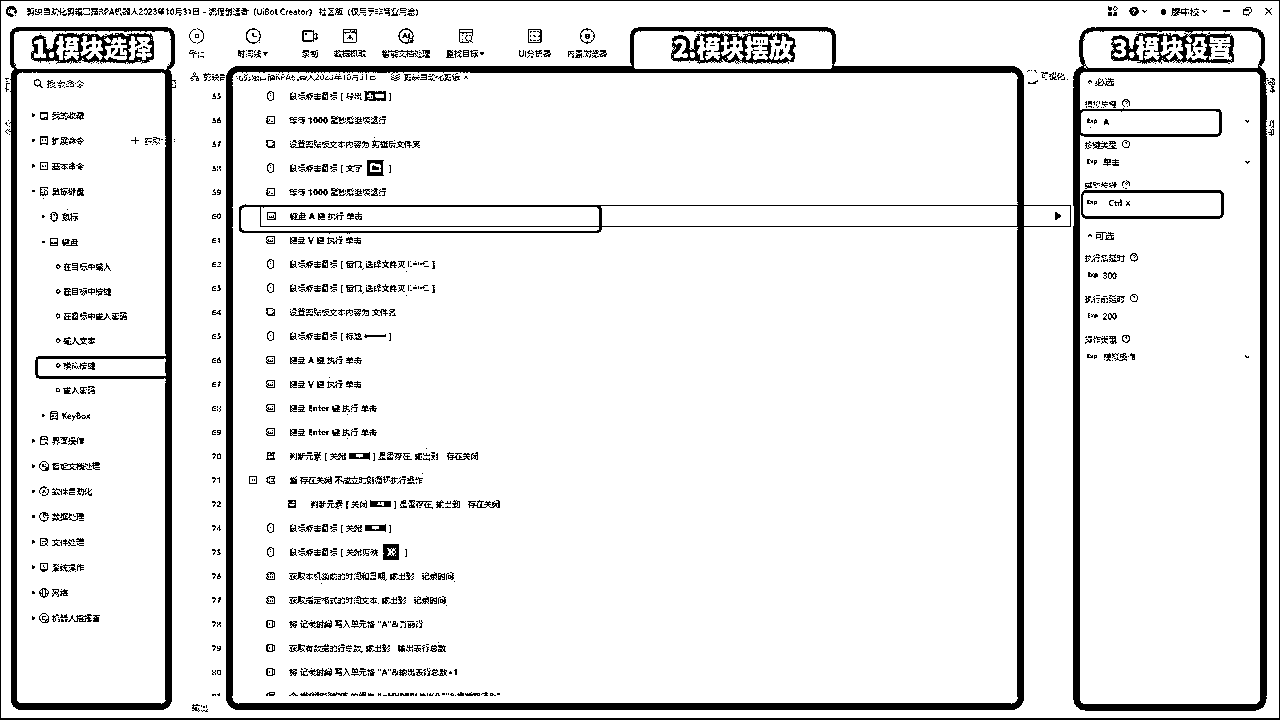 1.模块选择
2.模块摆放
3.模块设置
时间线
录制
数据抓取
智能文档处理
查找目标
UI分析器
内置浏览器
搜索命令
我的收藏
扩展命令
基本命令
鼠标键盘
鼠标
键盘
在目标中输入
在目标中按键
在目标中输入密码
输入文本
模拟按键
输入密码
KeyBox
界面操作
智能文档处理
软件自动化
数据处理
文件处理
系统操作
网络
机器人指挥官
可视化
55 鼠标点击目标 [ 导出
56 等待 1000 毫秒后继续运行
57 设置剪贴板文本内容为 剪辑后文件夹
58 鼠标点击目标 [ 文字 ]
59 等待 1000 毫秒后继续运行
60 键盘 A 键 执行 单击
61 键盘 V 键 执行 单击
62 鼠标点击目标 [ 窗口, 选择文件夹
63 鼠标点击目标 [ 窗口, 选择文件夹
64 设置剪贴板文本内容为 文件名
65 鼠标点击目标 [ 标题 ]
66 键盘 A 键 执行 单击
67 键盘 V 键 执行 单击
68 键盘 Enter 键 执行 单击
69 键盘 Enter 键 执行 单击
70 判断元素 [ 关闭 ] 是否存在, 输出到 存在关闭
71 当 存在关闭 不成立时则循环执行操作
72 判断元素 [ 关闭 ] 是否存在, 输出到 存在关闭
74 鼠标点击目标 [ 关闭 ]
75 鼠标点击目标 [ 关闭剪映 ]
76 获取本机当前的时间和日期, 输出到 记录时间
77 获取指定格式的时间文本, 输出到 记录时间
78 将 记录时间 写入单元格 "A"&当前行
79 获取有数据的行总数, 输出到 输出表行总数
80 将 记录时间 写入单元格 "A"&输出表行总数+1
必选
模拟按键
Exp A
按键类型
Exp 单击
辅助按键
Exp Ctrl x
可选
执行后延时
Exp 300
执行前延时
Exp 200
操作类型
Exp 模拟操作
输出